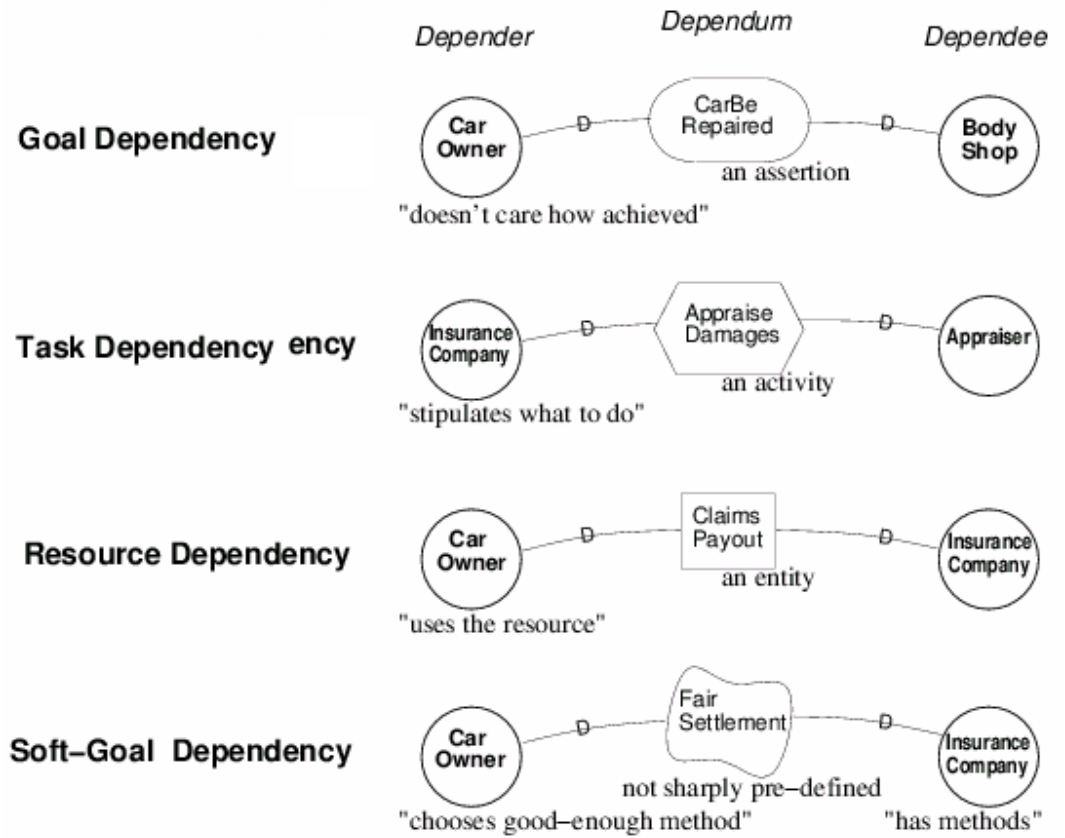 Depender
Dependum
Dependee
Goal Dependency
Car
Owner
D
CarBe
Repaired
D
Body
Shop
an assertion
"doesn't care how achieved"
Task Dependency ency
Insurance
Company
D
Appraise
Damages
D
Appraiser
an activity
"stipulates what to do"
Resource Dependency
Car
Owner
D
Claims
Payout
D
Insurance
Company
an entity
"uses the resource"
Soft-Goal Dependency
Car
Owner
D
Fair
Settlement
D
Insurance
Company
not sharply pre-defined
"chooses good-enough method"
"has methods"